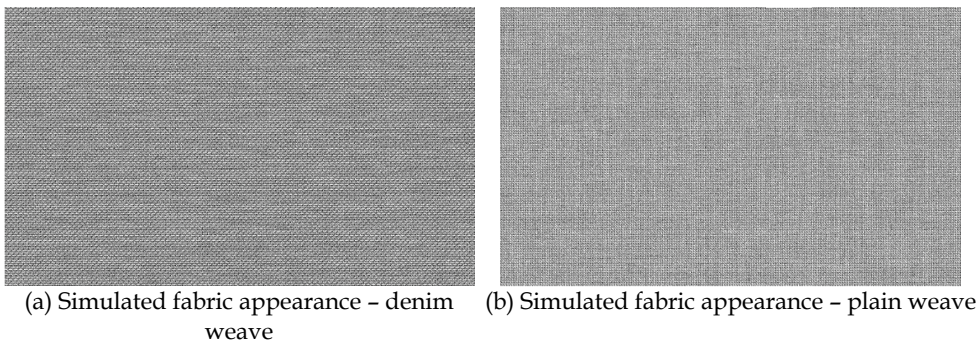 (a) Simulated fabric appearance – denim
weave
(b) Simulated fabric appearance – plain weave